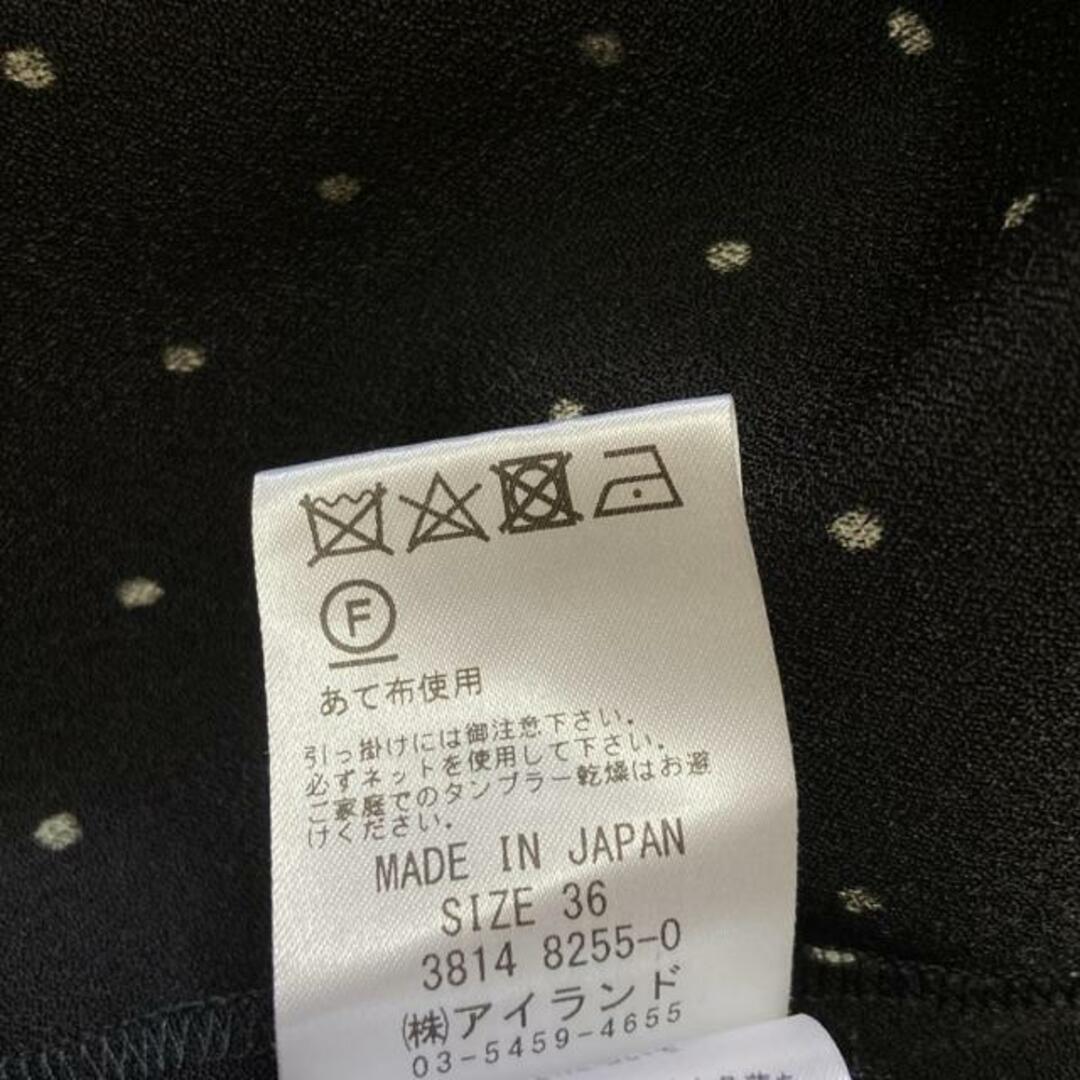 F
あて布使用
引っ掛けには御注意下さい.
必ずネットを使用して下さい.
ご家庭でのタンブラー乾燥はお避
けください.
MADE IN JAPAN
SIZE 36
3814 8255-0
㈱アイランド
03-5459-4655